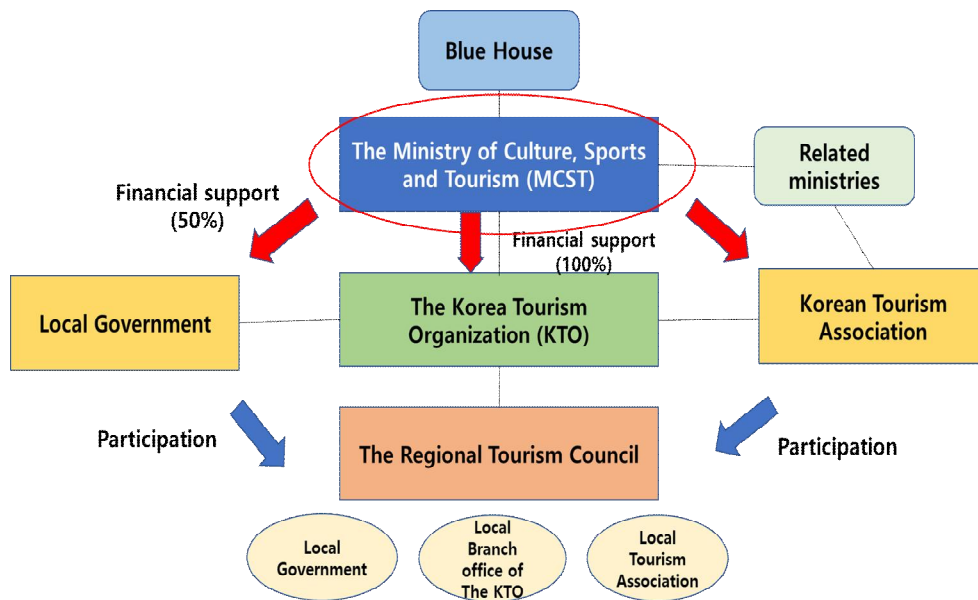 Blue House
The Ministry of Culture, Sports
and Tourism (MCST)
Related
ministries
Financial support
(50%)
Financial support
(100%)
Local Government
The Korea Tourism
Organization (KTO)
Korean Tourism
Association
Participation
The Regional Tourism Council
Participation
Local
Government
Local
Branch
office of
The KTO
Local
Tourism
Association